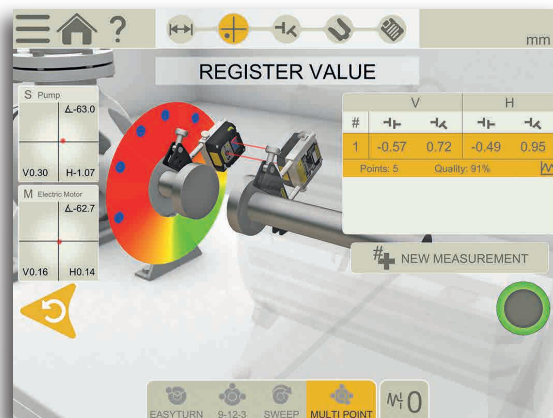 ?
mm
REGISTER VALUE
S Pump
∡-63.0
V0.30 H-1.07
M Electric Motor
∡-62.7
V0.16 H0.14
V H
#
1 -0.57 0.72 -0.49 0.95
Points: 5 Quality: 91%
# NEW MEASUREMENT
EASYTURN 9-12-3 SWEEP MULTI POINT
0